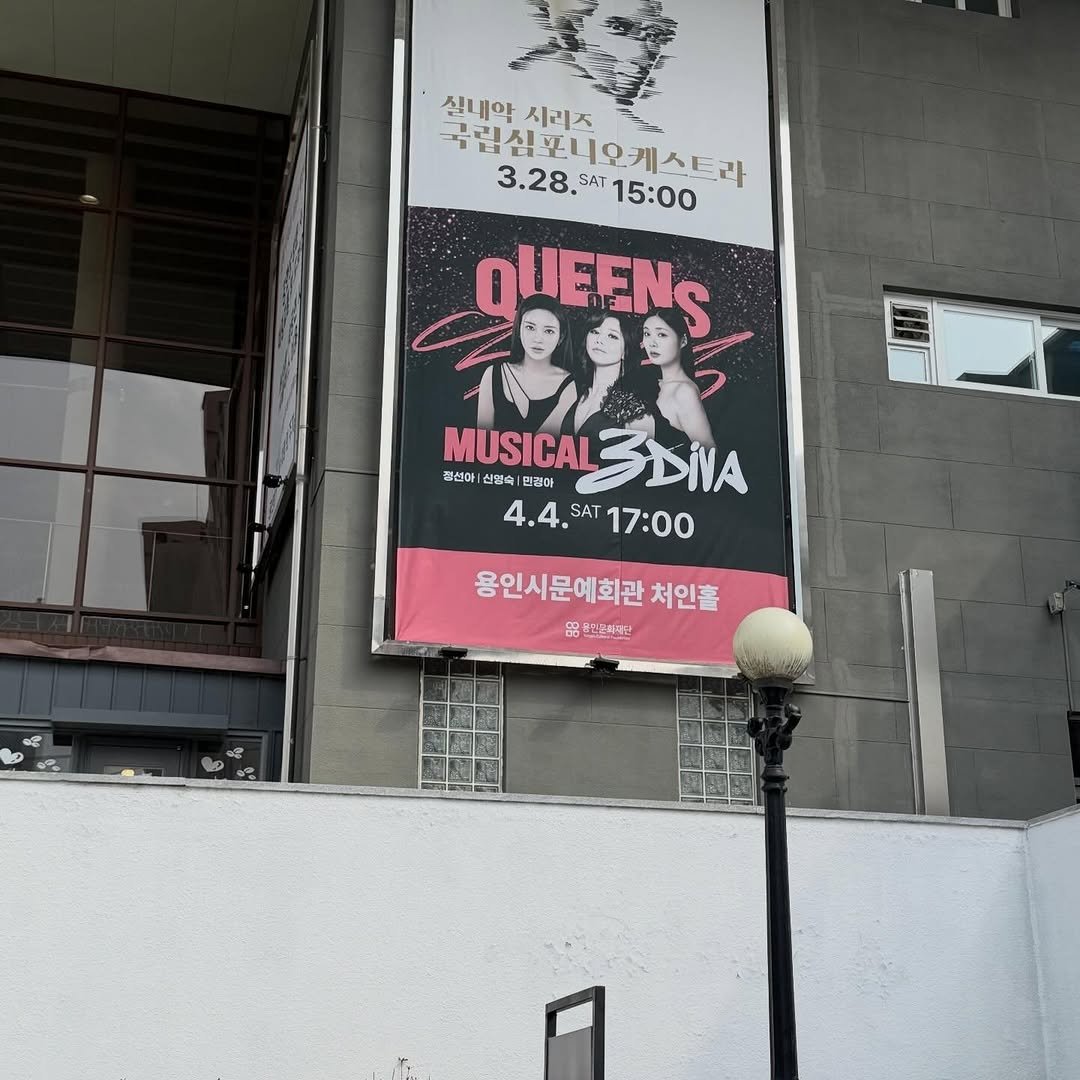 실내악 시리즈
국립심포니오케스트라
3.28. SAT 15:00
QUEENS
OF
MUSICAL 3DiVA
정선아 | 신영숙 | 민경아
4.4. SAT 17:00
용인시문예회관 처인홀
용인문화재단